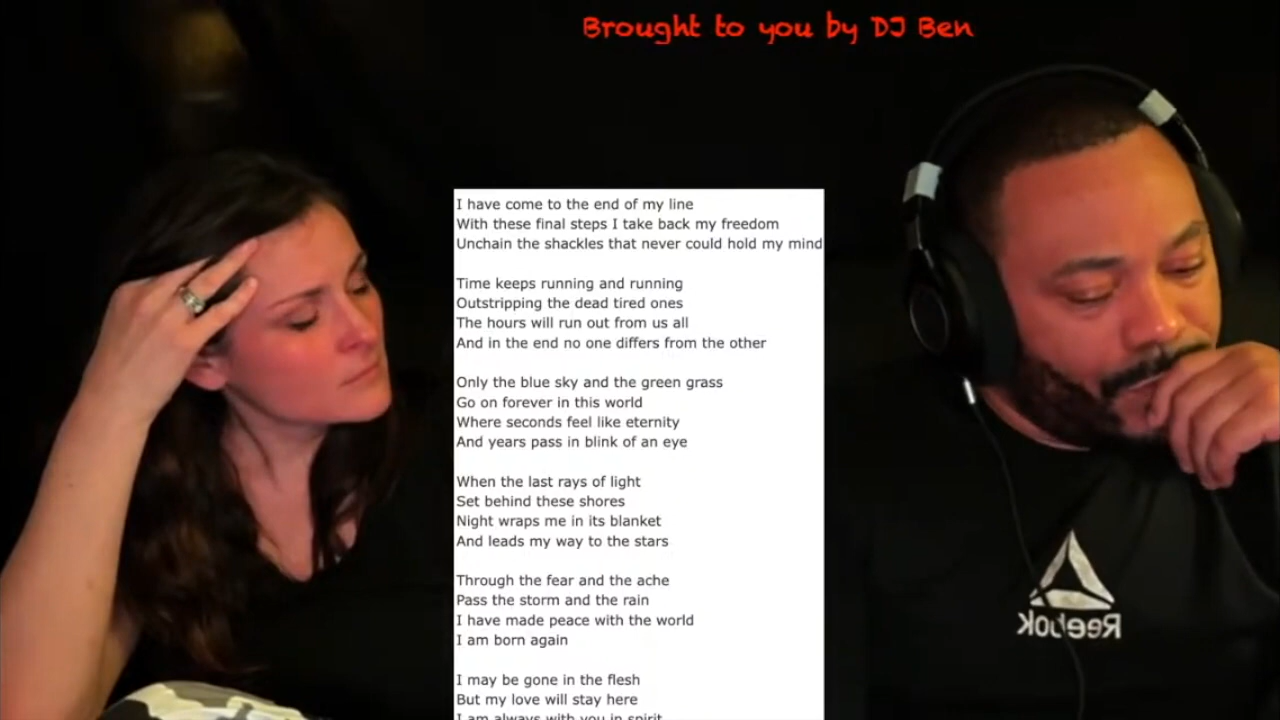 Brought to you by DJ Ben
I have come to the end of my line
With these final steps I take back my freedom
Unchain the shackles that never could hold my mind
Time keeps running and running
Outstripping the dead tired ones
The hours will run out from us all
And in the end no one differs from the other
Only the blue sky and the green grass
Go on forever in this world
Where seconds feel like eternity
And years pass in blink of an eye
When the last rays of light
Set behind these shores
Night wraps me in its blanket
And leads my way to the stars
Through the fear and the ache
Pass the storm and the rain
I have made peace with the world
I am born again
I may be gone in the flesh
But my love will stay here
I am always with you in spirit
Reebok